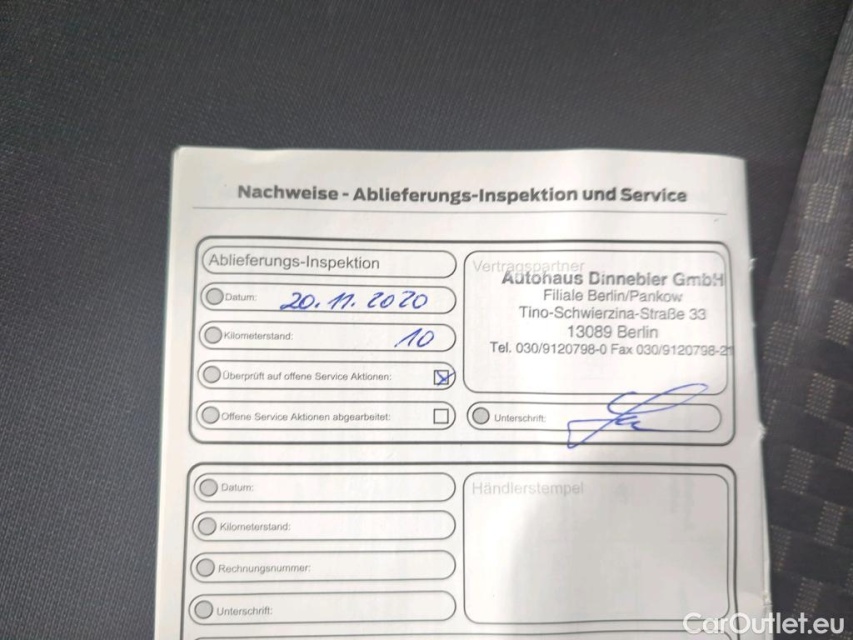 Nachweise - Ablieferungs-Inspektion und Service
Ablieferungs-Inspektion
Datum: 20.11.2020
Kilometerstand: 10
Überprüft auf offene Service Aktionen:
Offene Service Aktionen abgearbeitet:
Vertragspartner
Autohaus Dinnebier GmbH
Filiale Berlin/Pankow
Tino-Schwierzina-Straße 33
13089 Berlin
Tel. 030/9120798-0 Fax 030/9120798-21
Unterschrift:
Datum:
Kilometerstand:
Rechnungsnummer:
Unterschrift:
Händlerstempel
CarOutlet.eu